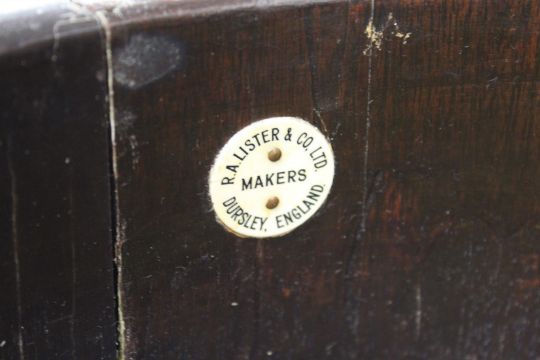 R.A. LISTER & CO. LTD.
MAKERS
DURSLEY, ENGLAND.